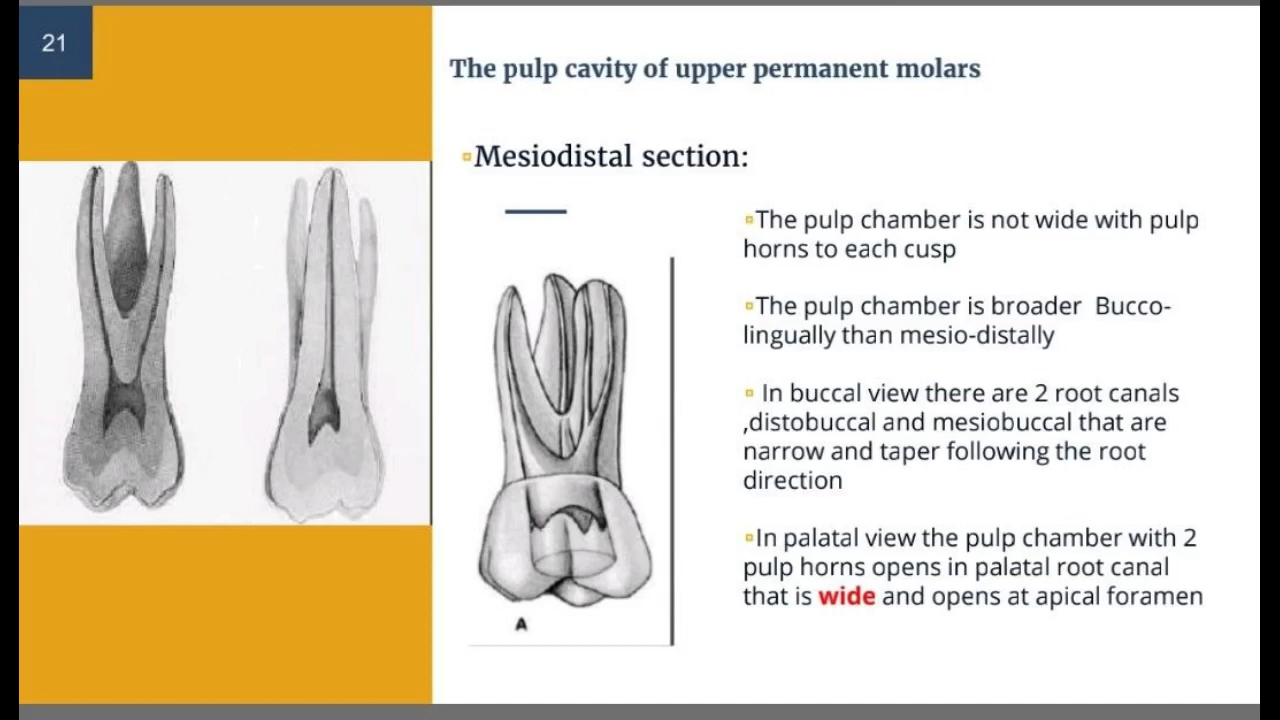 21
The pulp cavity of upper permanent molars
Mesiodistal section:
The pulp chamber is not wide with pulp
horns to each cusp
The pulp chamber is broader Bucco-
lingually than mesio-distally
In buccal view there are 2 root canals
,distobuccal and mesiobuccal that are
narrow and taper following the root
direction
In palatal view the pulp chamber with 2
pulp horns opens in palatal root canal
that is wide and opens at apical foramen
A